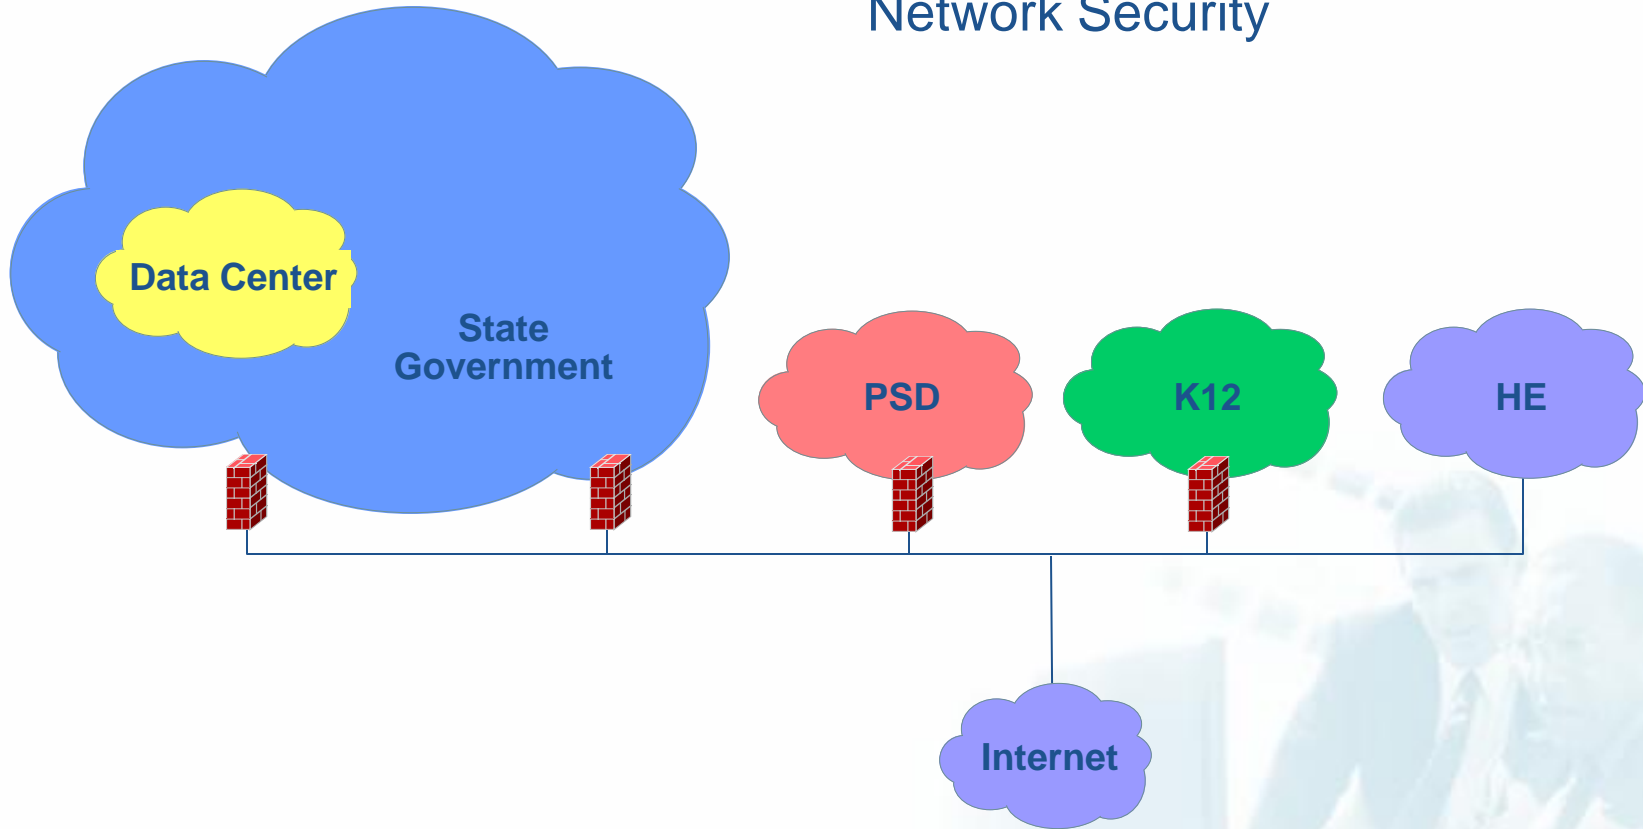 Network Security
Data Center
State
Government
PSD
K12
HE
Internet